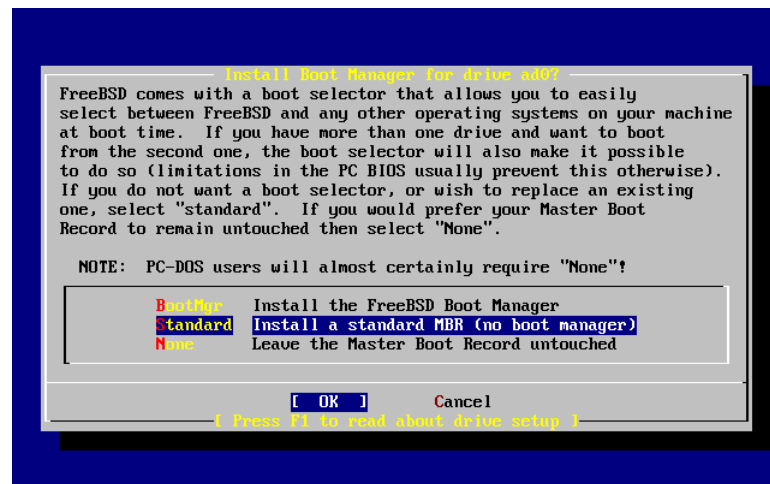 Install Boot Manager for drive ad0?
FreeBSD comes with a boot selector that allows you to easily
select between FreeBSD and any other operating systems on your machine
at boot time.  If you have more than one drive and want to boot
from the second one, the boot selector will also make it possible
to do so (limitations in the PC BIOS usually prevent this otherwise).
If you do not want a boot selector, or wish to replace an existing
one, select "standard".  If you would prefer your Master Boot
Record to remain untouched then select "None".
NOTE:  PC-DOS users will almost certainly require "None"!
BootMgr   Install the FreeBSD Boot Manager
Standard  Install a standard MBR (no boot manager)
None      Leave the Master Boot Record untouched
[  OK  ]       Cancel
[ Press F1 to read about drive setup ]